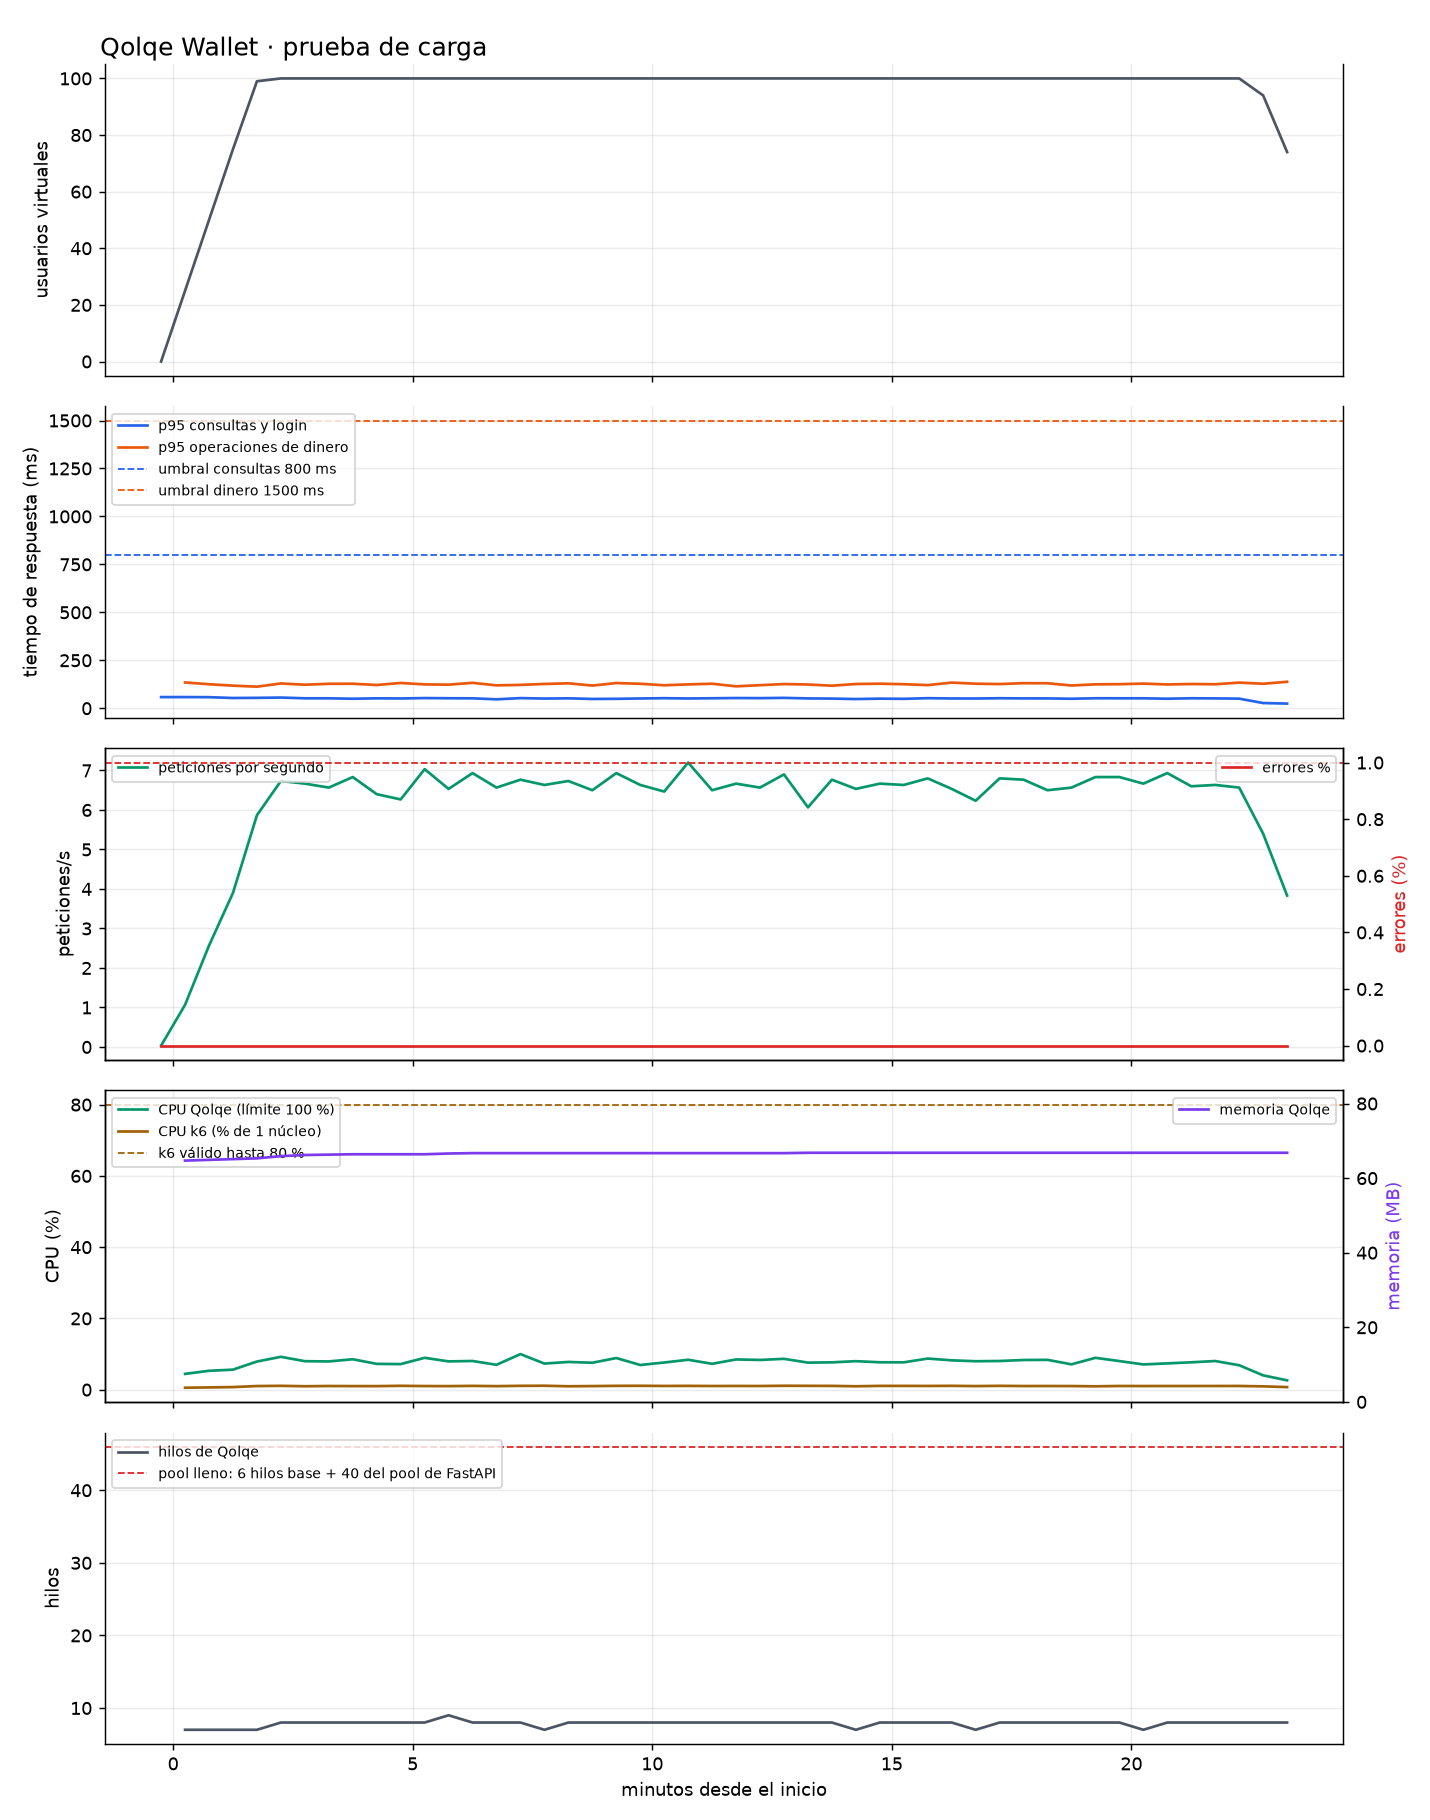 Qolqe Wallet · prueba de carga
100
80
60
40
20
0
usuarios virtuales
1500
1250
1000
750
500
250
0
tiempo de respuesta (ms)
p95 consultas y login
p95 operaciones de dinero
umbral consultas 800 ms
umbral dinero 1500 ms
7
6
5
4
3
2
1
0
peticiones/s
peticiones por segundo
errores %
1.0
0.8
0.6
0.4
0.2
0.0
errores (%)
80
60
40
20
0
CPU (%)
CPU Qolqe (límite 100 %)
CPU k6 (% de 1 núcleo)
k6 válido hasta 80 %
memoria Qolqe
80
60
40
20
0
memoria (MB)
40
30
20
10
hilos
hilos de Qolqe
pool lleno: 6 hilos base + 40 del pool de FastAPI
0
5
10
15
20
minutos desde el inicio